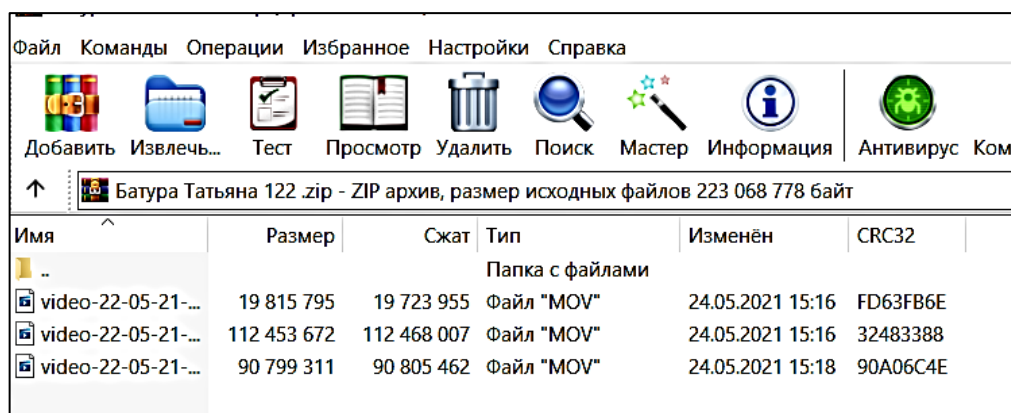 Файл Команды Операции Избранное Настройки Справка
Добавить Извлечь... Тест Просмотр Удалить Поиск Мастер Информация Антивирус Ком
Батура Татьяна 122 .zip - ZIP архив, размер исходных файлов 223 068 778 байт
Имя Размер Сжат Тип Изменён CRC32
.. Папка с файлами
video-22-05-21-... 19 815 795 19 723 955 Файл "MOV" 24.05.2021 15:16 FD63FB6E
video-22-05-21-... 112 453 672 112 468 007 Файл "MOV" 24.05.2021 15:16 32483388
video-22-05-21-... 90 799 311 90 805 462 Файл "MOV" 24.05.2021 15:18 90A06C4E